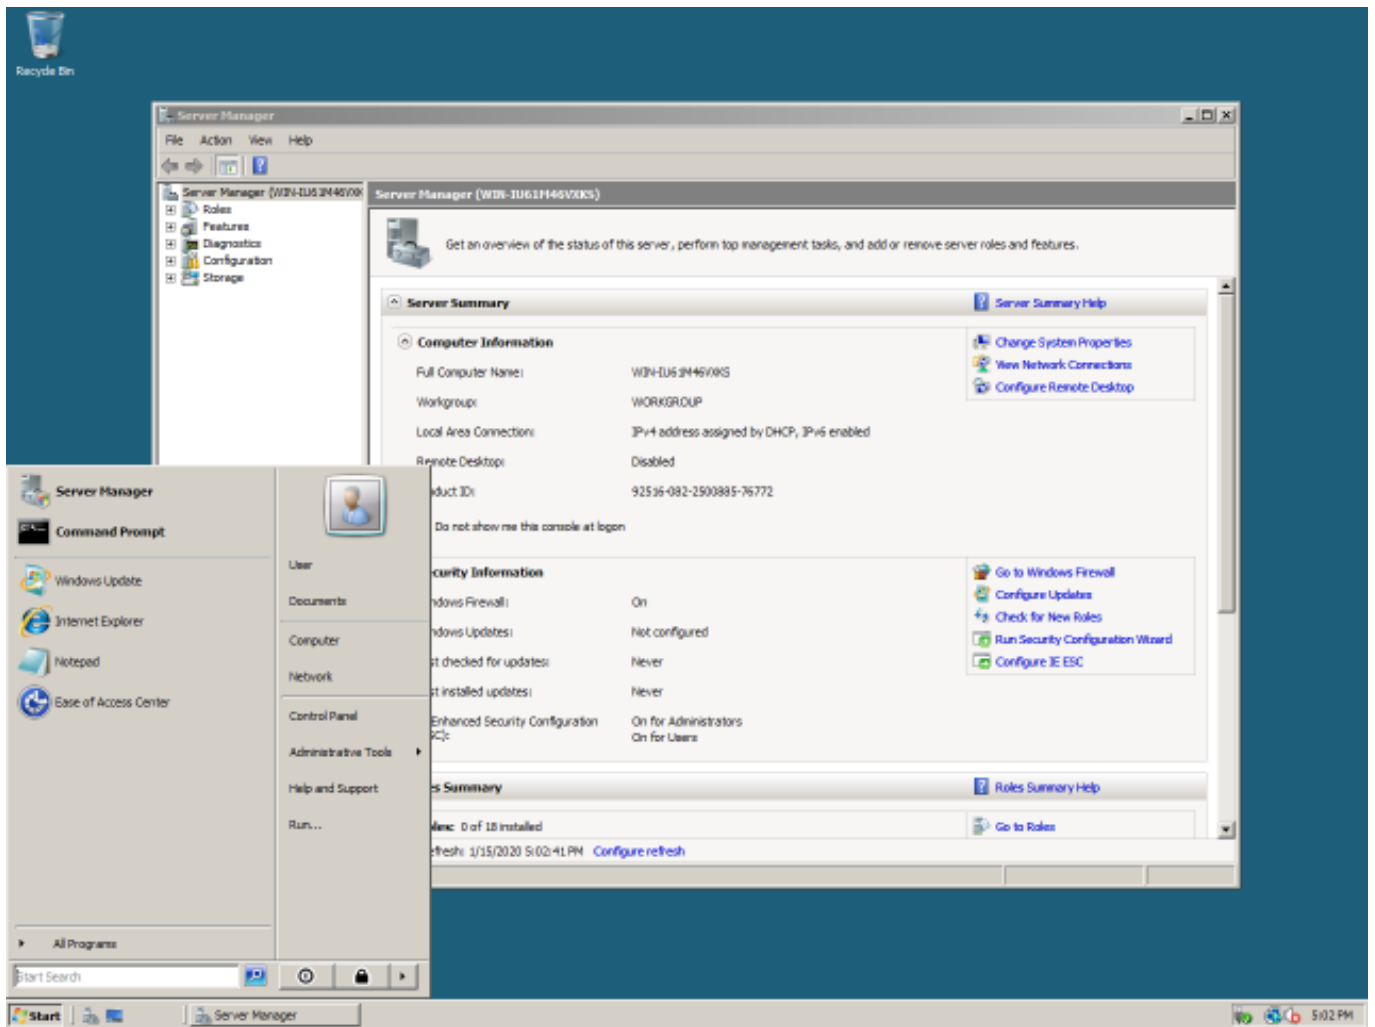 Recycle Bin
Server Manager
File Action View Help
Server Manager (WIN-IU61M46VXKS)
Roles
Features
Diagnostics
Configuration
Storage
Server Manager (WIN-IU61M46VXKS)
Get an overview of the status of this server, perform top management tasks, and add or remove server roles and features.
Server Summary
Server Summary Help
Computer Information
Full Computer Name: WIN-IU61M46VXKS
Workgroup: WORKGROUP
Local Area Connection: IPv4 address assigned by DHCP, IPv6 enabled
Remote Desktop: Disabled
duct ID: 92516-082-2500885-76772
Do not show me this console at logon
Change System Properties
View Network Connections
Configure Remote Desktop
curity Information
ndows Firewall: On
ndows Updates: Not configured
st checked for updates: Never
st installed updates: Never
Enhanced Security Configuration On for Administrators
SC): On for Users
Go to Windows Firewall
Configure Updates
Check for New Roles
Run Security Configuration Wizard
Configure IE ESC
es Summary
Roles Summary Help
oles: 0 of 18 installed
Go to Roles
efresh: 1/15/2020 5:02:41 PM Configure refresh
Server Manager
Command Prompt
Windows Update
Internet Explorer
Notepad
Ease of Access Center
All Programs
Start Search
User
Documents
Computer
Network
Control Panel
Administrative Tools
Help and Support
Run...
Start
Server Manager
5:02 PM